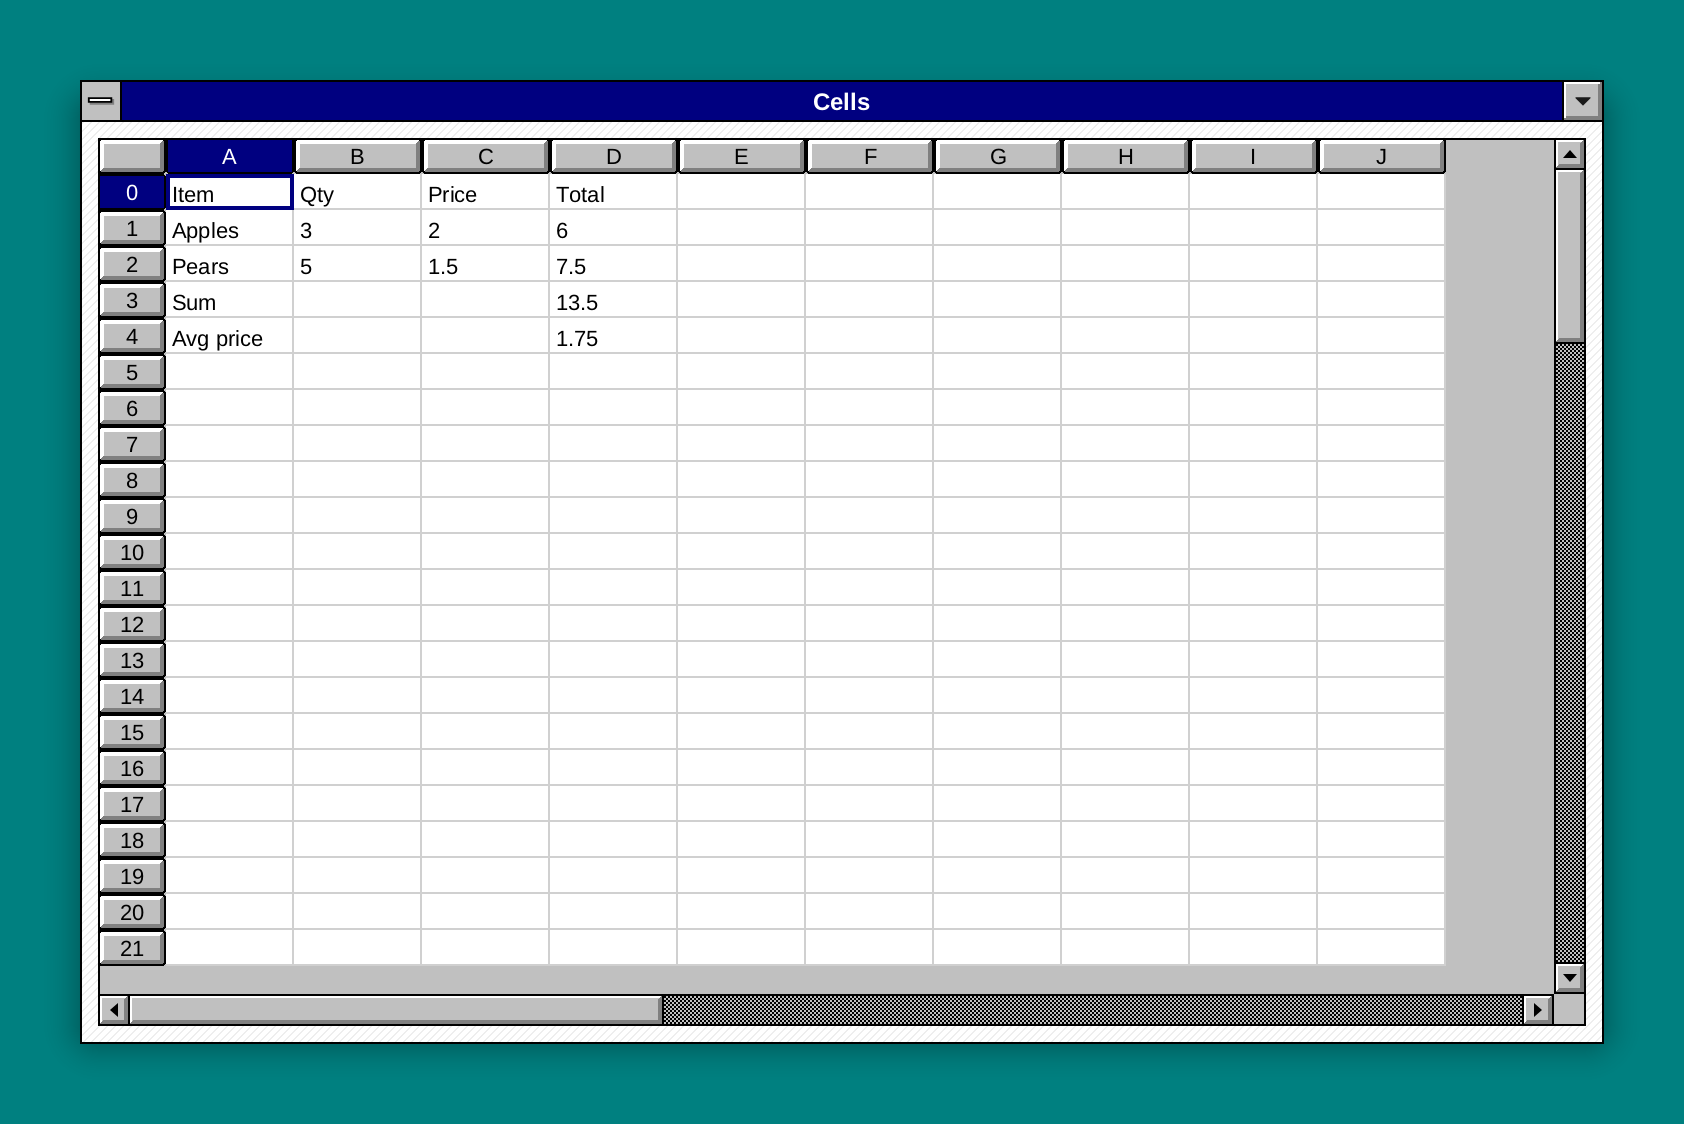 Cells
A B C D E F G H I J
0 Item Qty Price Total
1 Apples 3 2 6
2 Pears 5 1.5 7.5
3 Sum 13.5
4 Avg price 1.75
5
6
7
8
9
10
11
12
13
14
15
16
17
18
19
20
21